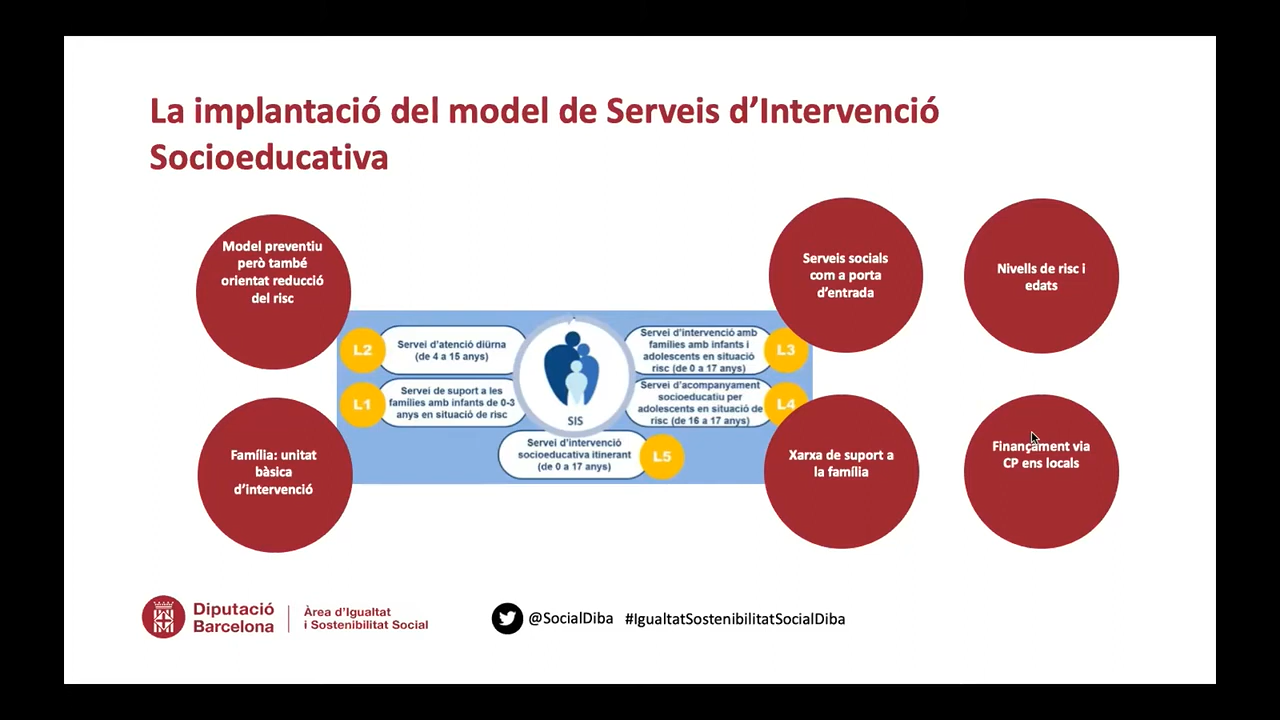 La implantació del model de Serveis d’Intervenció
Socioeducativa
Model preventiu
però també
orientat reducció
del risc
Família: unitat
bàsica
d’intervenció
L2
Servei d’atenció diürna
(de 4 a 15 anys)
L1
Servei de suport a les
famílies amb infants de 0-3
anys en situació de risc
SIS
Servei d’intervenció amb
famílies amb infants i
adolescents en situació
risc (de 0 a 17 anys)
L3
Servei d’acompanyament
socioeducatiu per
adolescents en situació de
risc (de 16 a 17 anys)
L4
Servei d’intervenció
socioeducativa itinerant
(de 0 a 17 anys)
L5
Serveis socials
com a porta
d’entrada
Nivells de risc i
edats
Xarxa de suport a
la família
Finançament via
CP ens locals
Diputació
Barcelona
Àrea d’Igualtat
i Sostenibilitat Social
@SocialDiba #IgualtatSostenibilitatSocialDiba